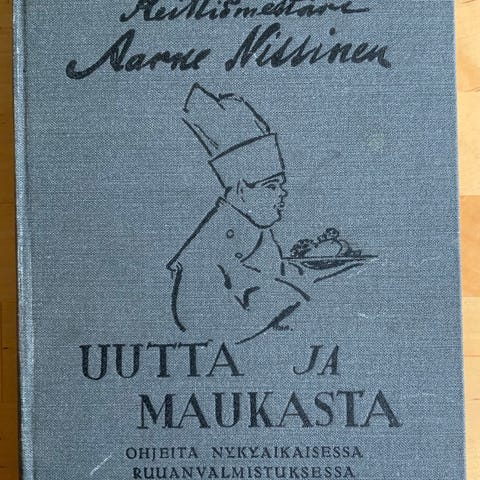 Keittiömestari
Aarne Nissinen
UUTTA JA
MAUKASTA
OHJEITA NYKYAIKAISESSA
RUUANVALMISTUKSESSA